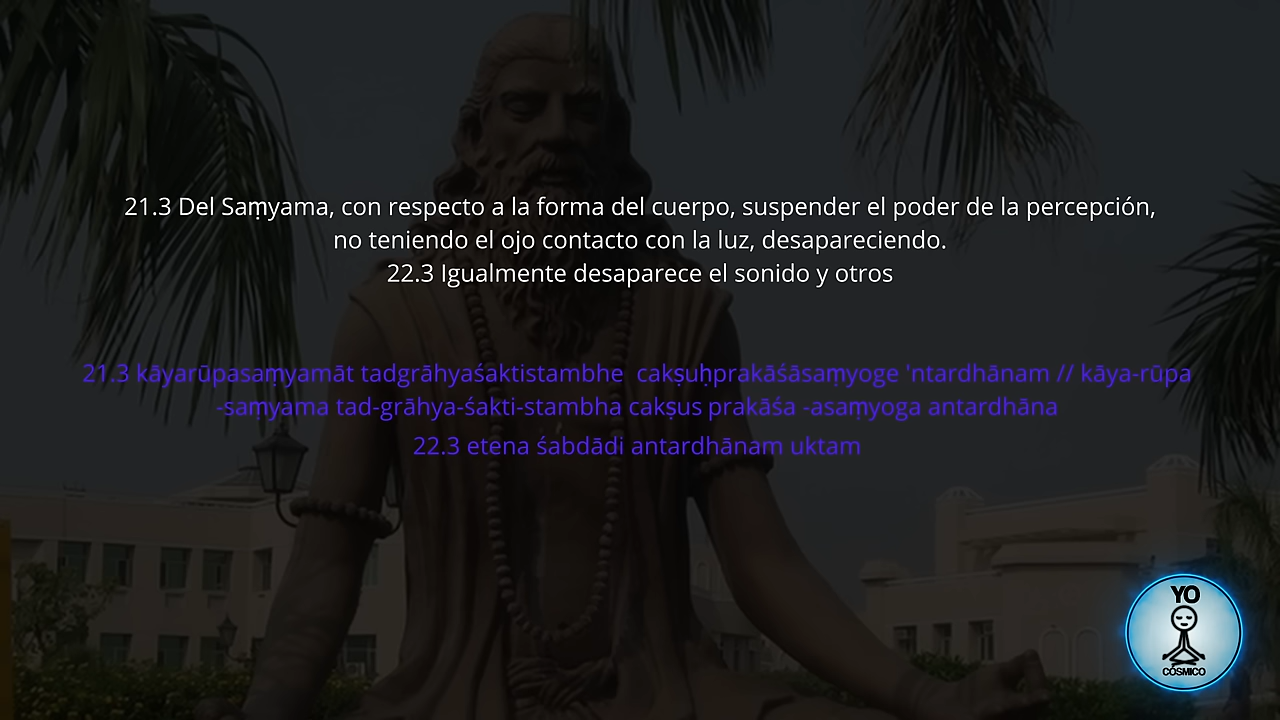 21.3 Del Saṃyama, con respecto a la forma del cuerpo, suspender el poder de la percepción,
no teniendo el ojo contacto con la luz, desapareciendo.
22.3 Igualmente desaparece el sonido y otros
21.3 kāyarūpasaṃyamāt tadgrāhyaśaktistambhe  cakṣuḥprakāśāsaṃyoge 'ntardhānam // kāya-rūpa
-saṃyama tad-grāhya-śakti-stambha cakṣus prakāśa -asaṃyoga antardhāna
22.3 etena śabdādi antardhānam uktam
YO
CÓSMICO